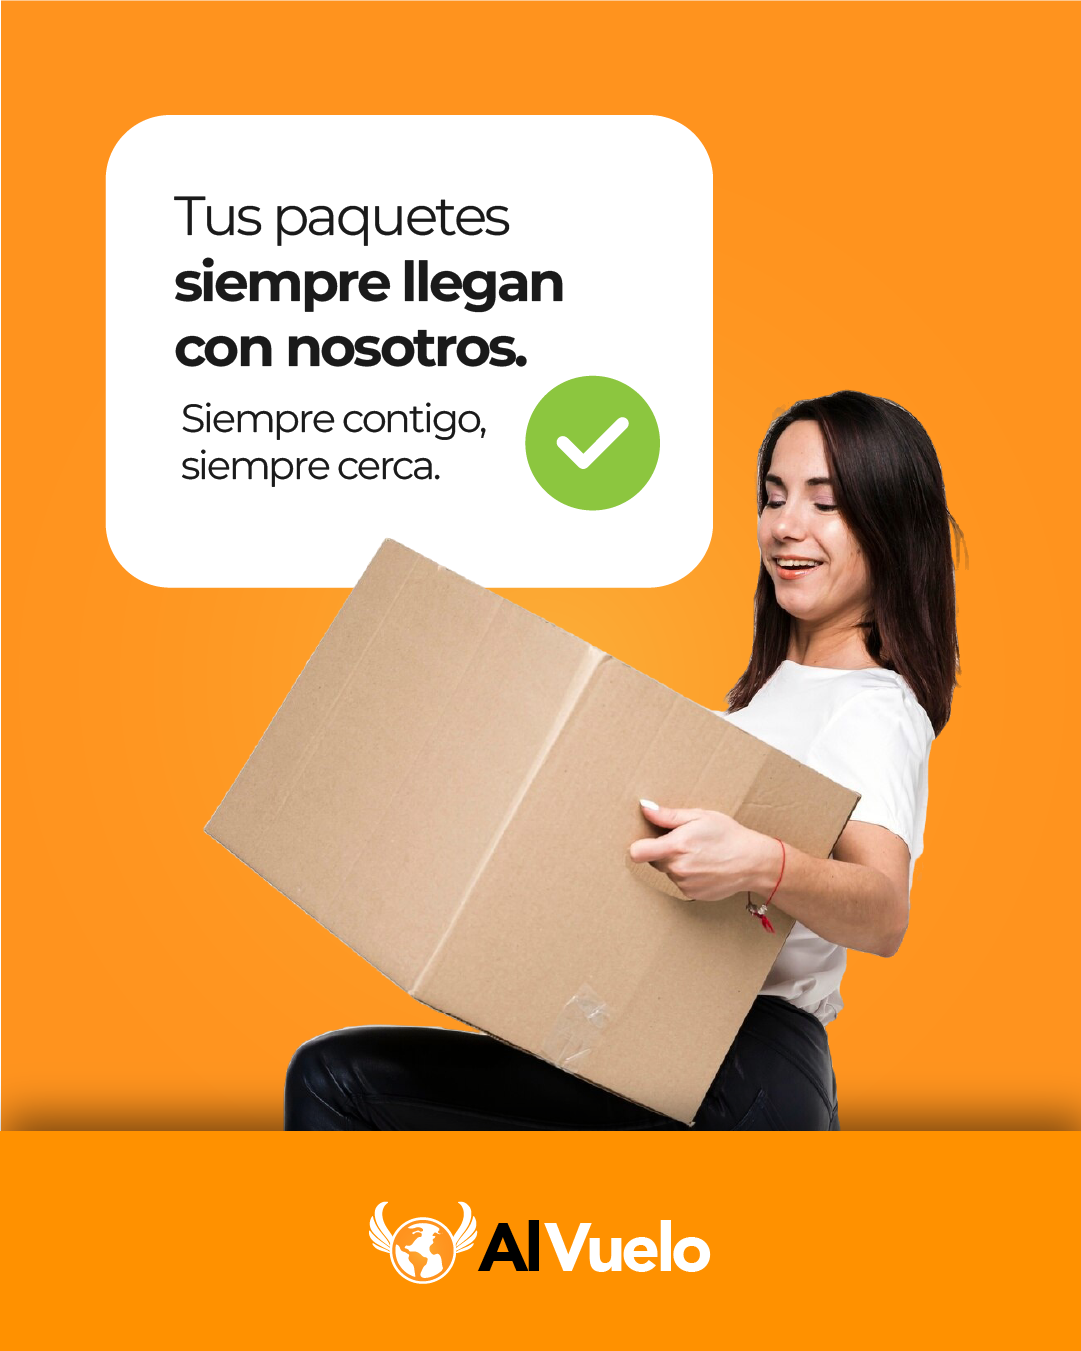 Tus paquetes
siempre llegan
con nosotros.
Siempre contigo,
siempre cerca.
AlVuelo